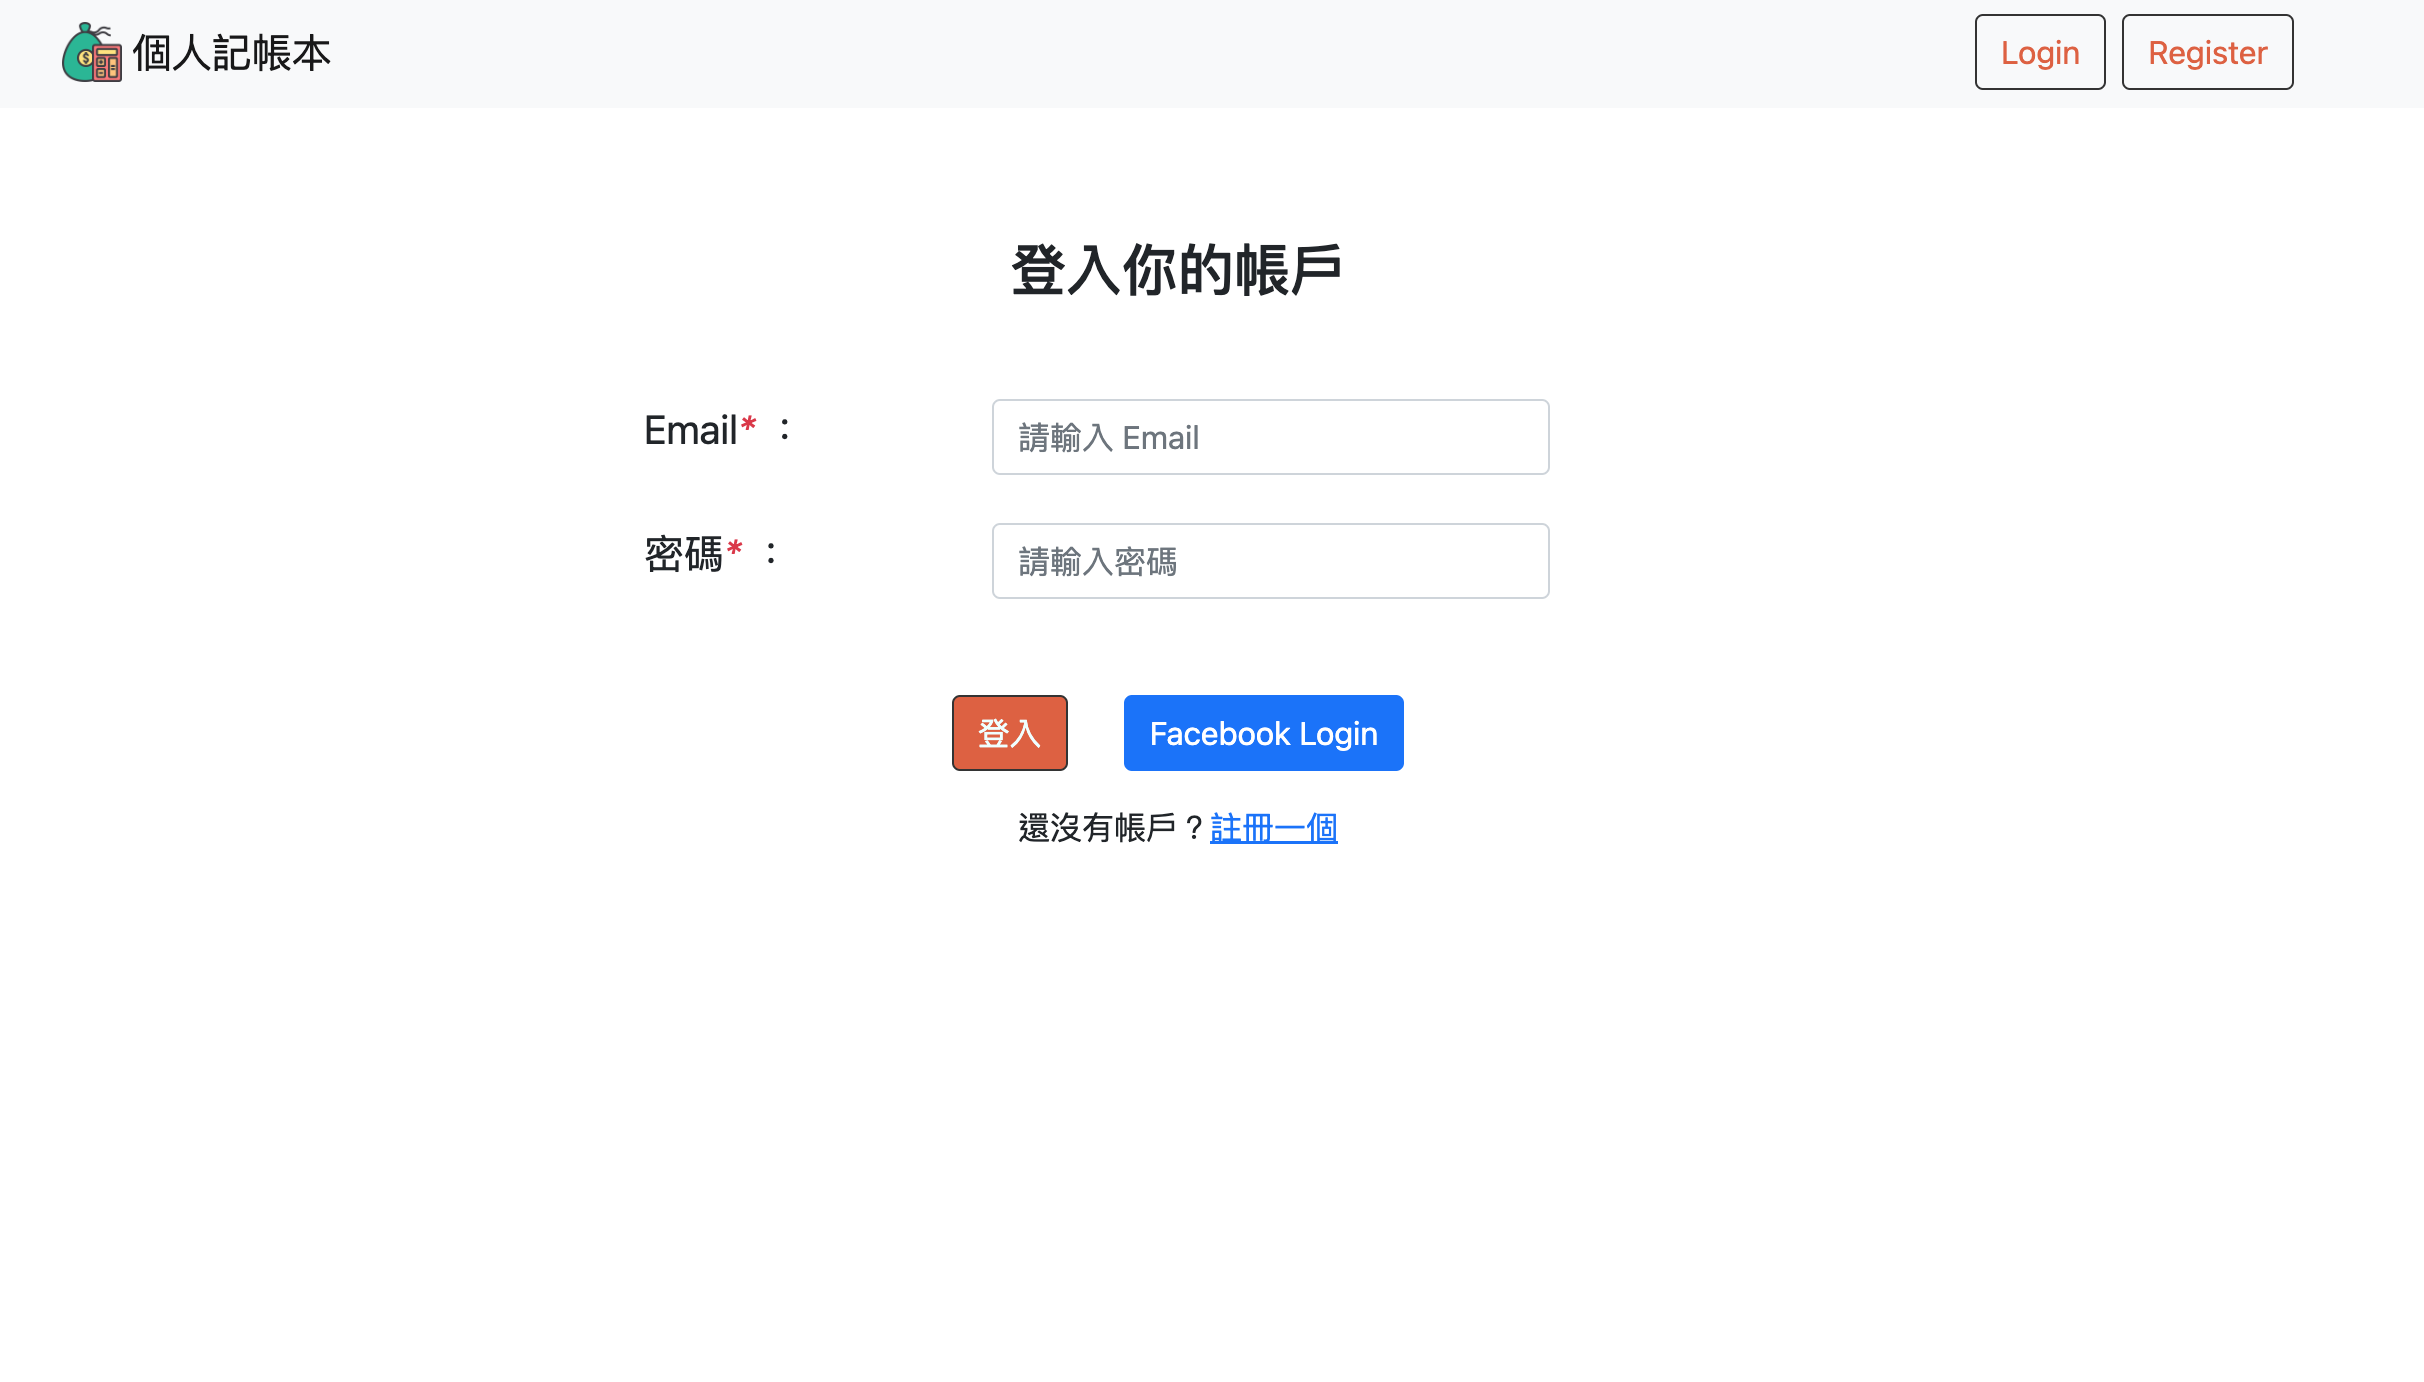 個人記帳本
Login
Register
登入你的帳戶
Email*：
請輸入 Email
密碼*：
請輸入密碼
登入
Facebook Login
還沒有帳戶？註冊一個